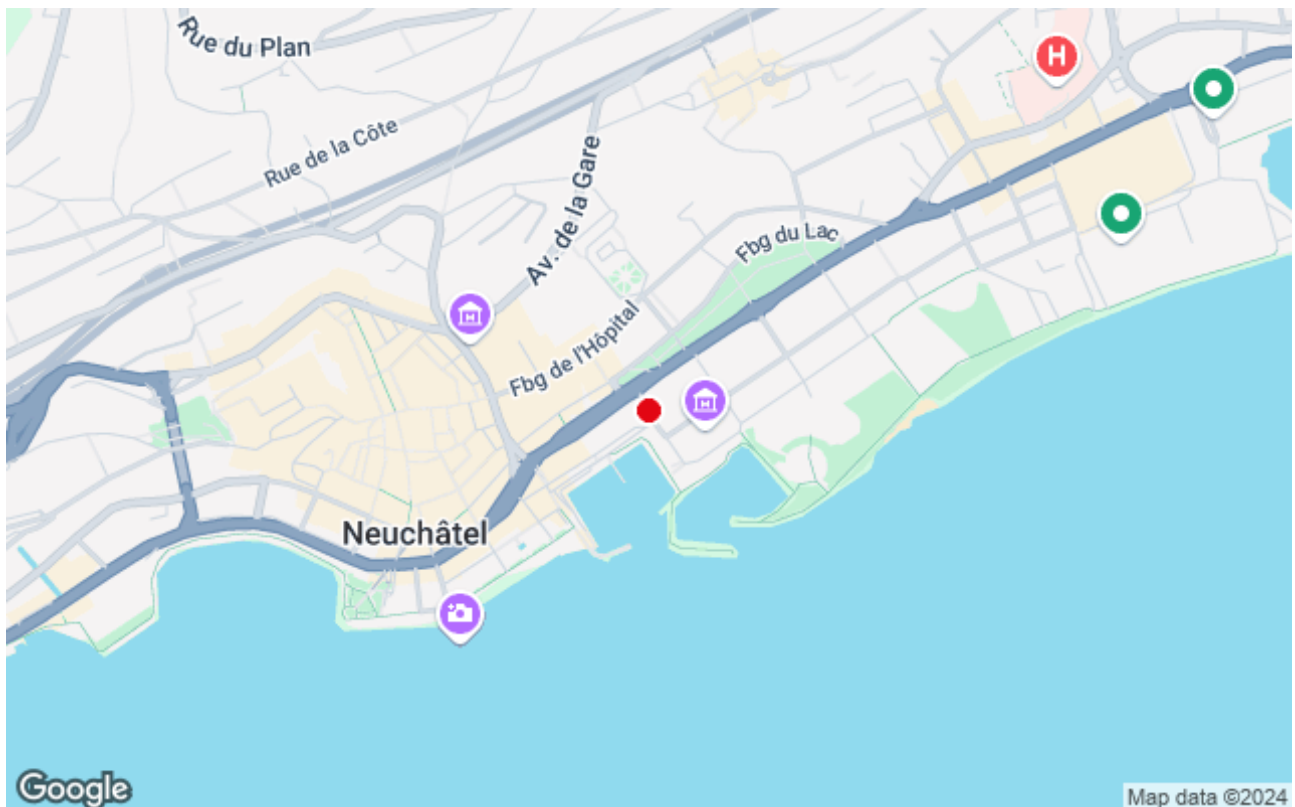 Rue du Plan
H
Rue de la Côte
Av. de la Gare
Fbg du Lac
M
Fbg de l'Hôpital
M
Neuchâtel
Google
Map data ©2024